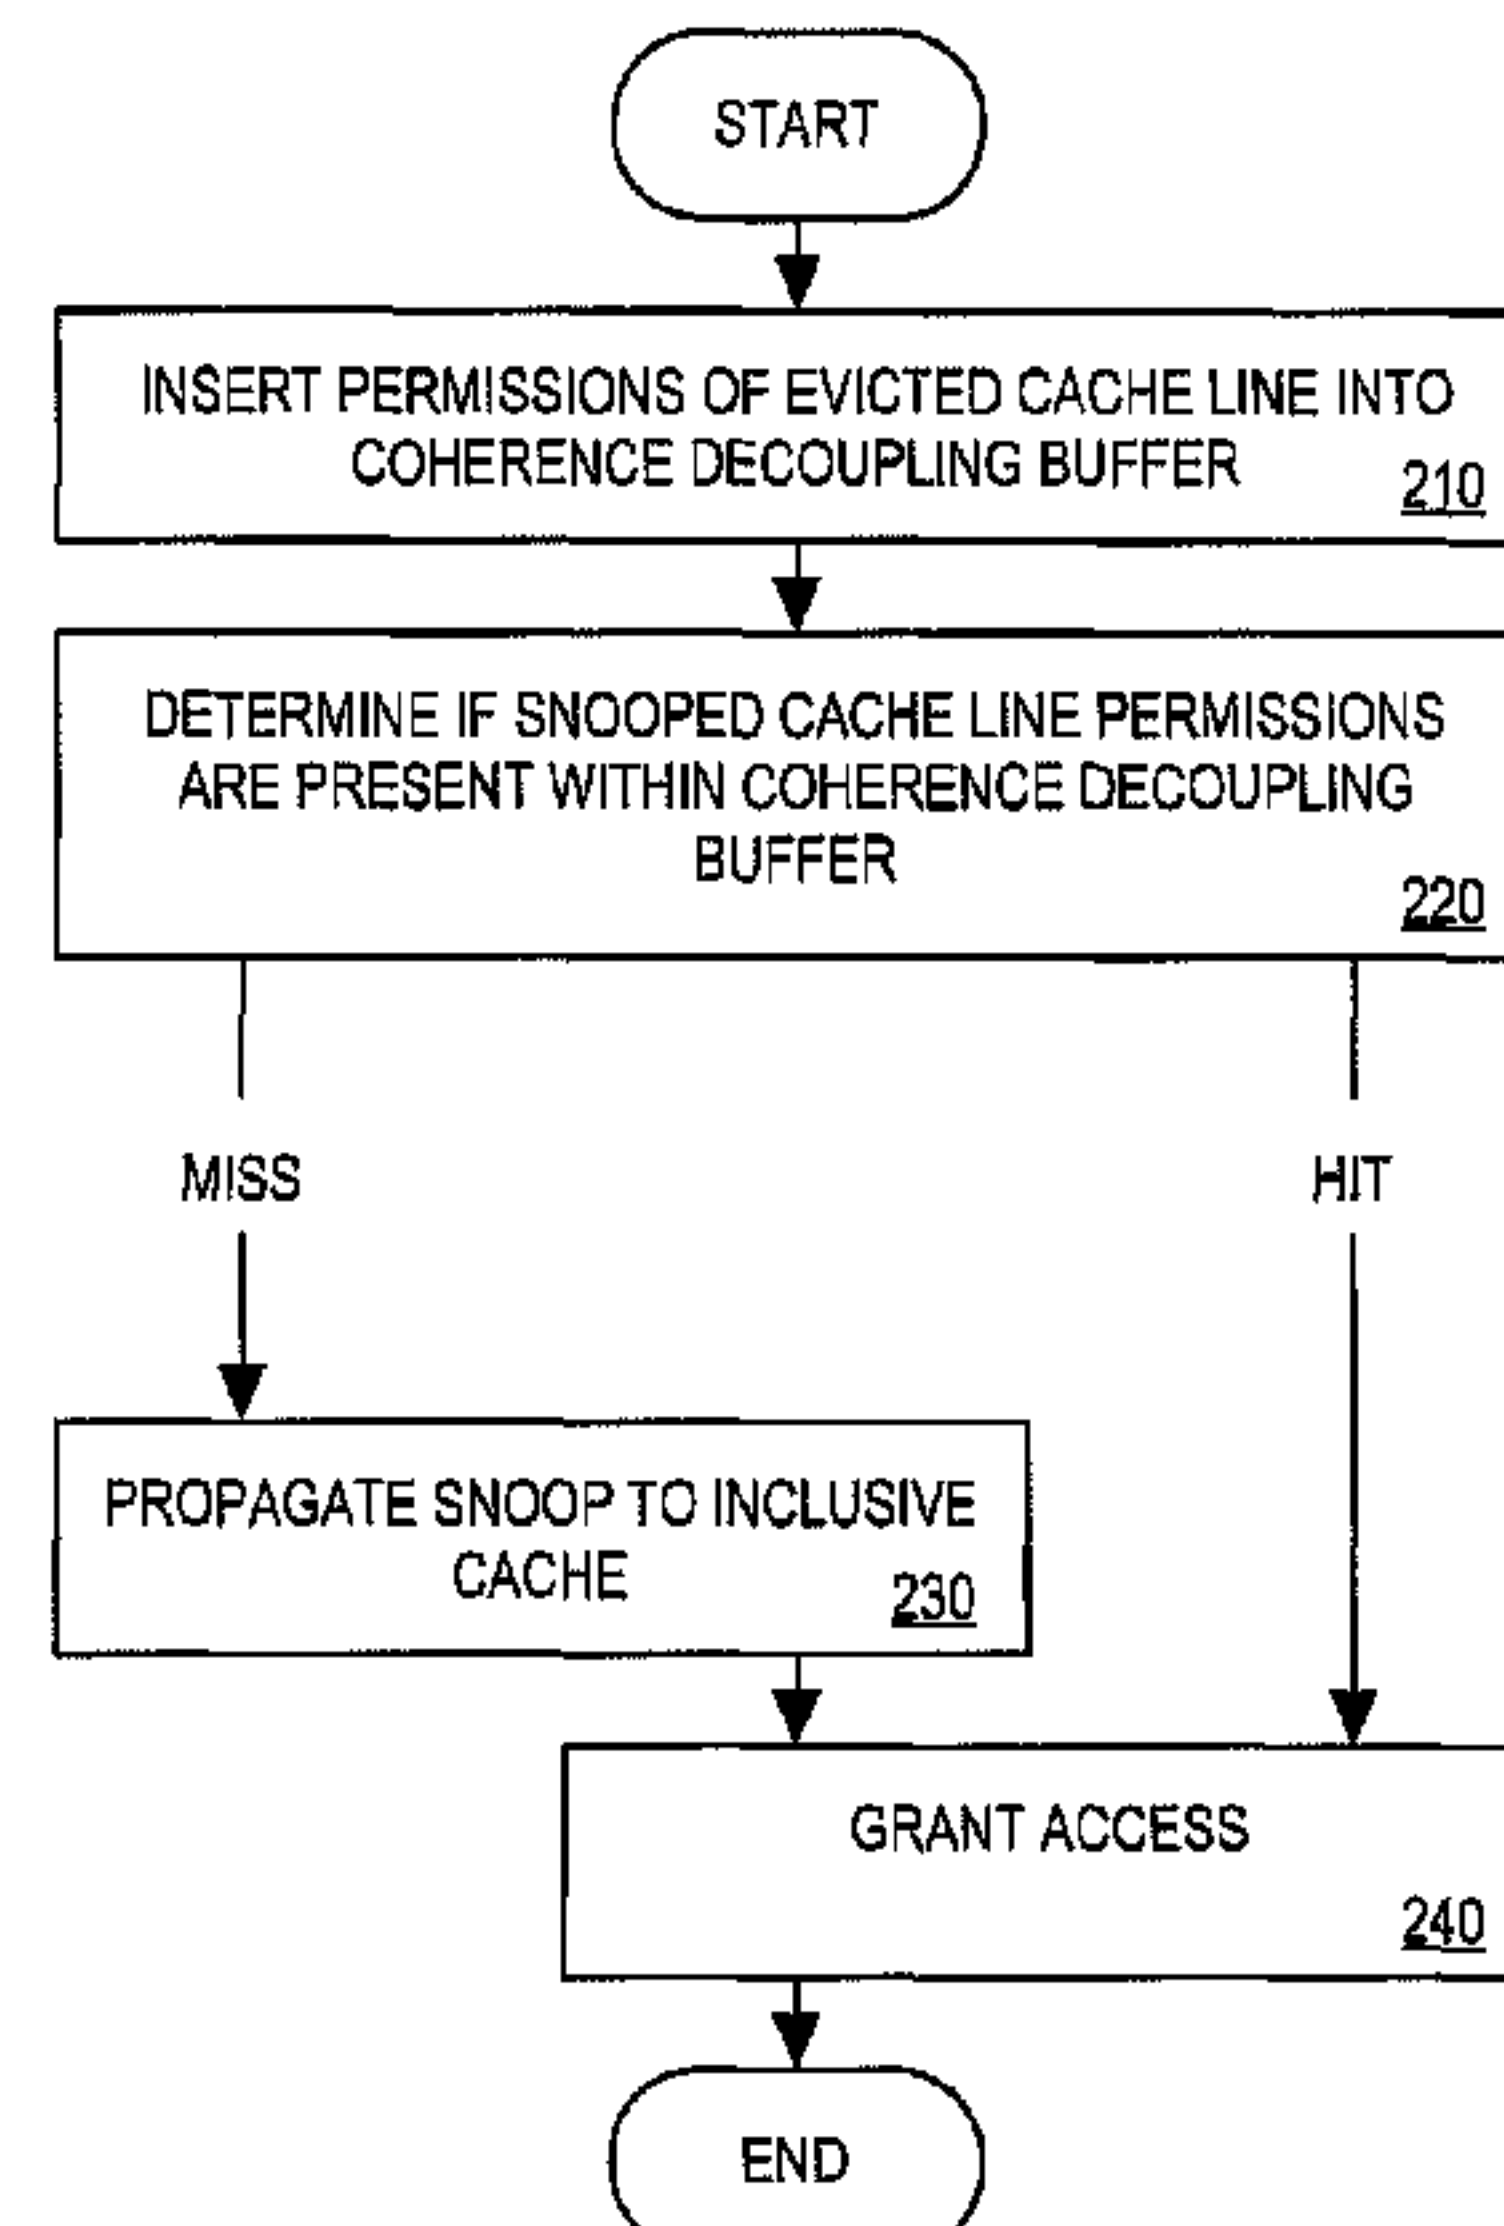 START
INSERT PERMISSIONS OF EVICTED CACHE LINE INTO
COHERENCE DECOUPLING BUFFER
210
DETERMINE IF SNOOPED CACHE LINE PERMISSIONS
ARE PRESENT WITHIN COHERENCE DECOUPLING
BUFFER
220
MISS
HIT
PROPAGATE SNOOP TO INCLUSIVE
CACHE
230
GRANT ACCESS
240
END